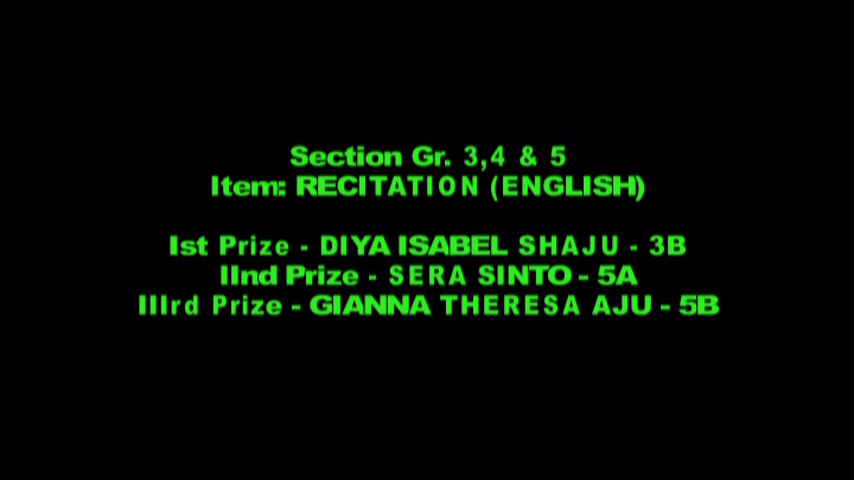 Section Gr. 3,4 & 5
Item: RECITATION (ENGLISH)
Ist Prize - DIYA ISABEL SHAJU - 3B
IInd Prize - SERA SINTO - 5A
IIIrd Prize - GIANNA THERESA AJU - 5B